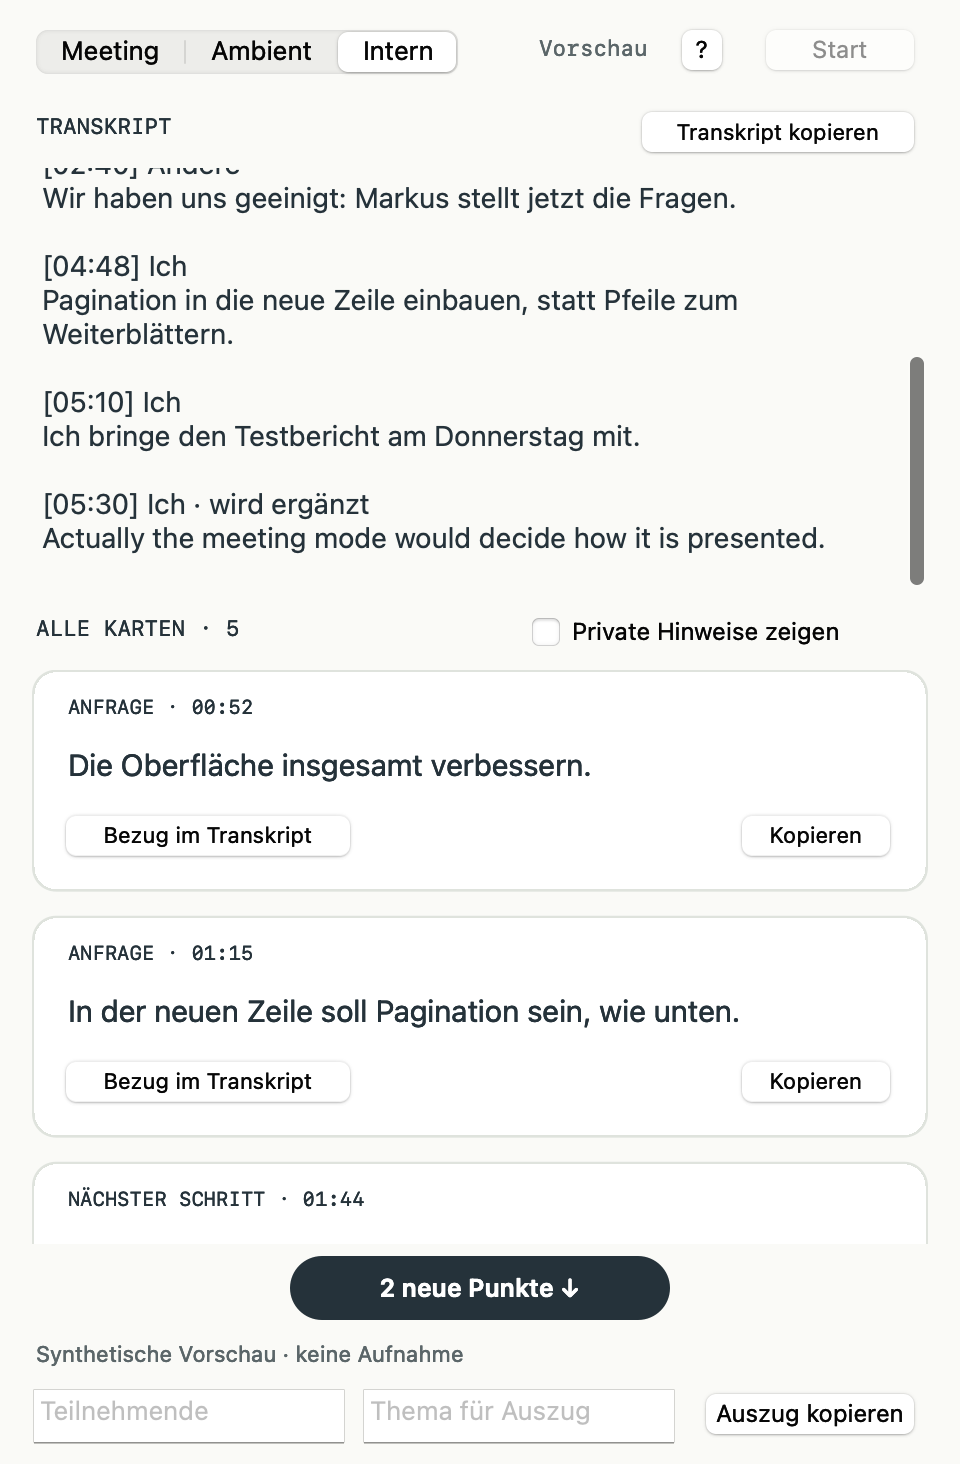 Meeting Ambient Intern Vorschau ? Start
TRANSKRIPT Transkript kopieren
[02:40] Andere
Wir haben uns geeinigt: Markus stellt jetzt die Fragen.
[04:48] Ich
Pagination in die neue Zeile einbauen, statt Pfeile zum
Weiterblättern.
[05:10] Ich
Ich bringe den Testbericht am Donnerstag mit.
[05:30] Ich · wird ergänzt
Actually the meeting mode would decide how it is presented.
ALLE KARTEN · 5 Private Hinweise zeigen
ANFRAGE · 00:52
Die Oberfläche insgesamt verbessern.
Bezug im Transkript Kopieren
ANFRAGE · 01:15
In der neuen Zeile soll Pagination sein, wie unten.
Bezug im Transkript Kopieren
NÄCHSTER SCHRITT · 01:44
2 neue Punkte ↓
Synthetische Vorschau · keine Aufnahme
Teilnehmende Thema für Auszug Auszug kopieren